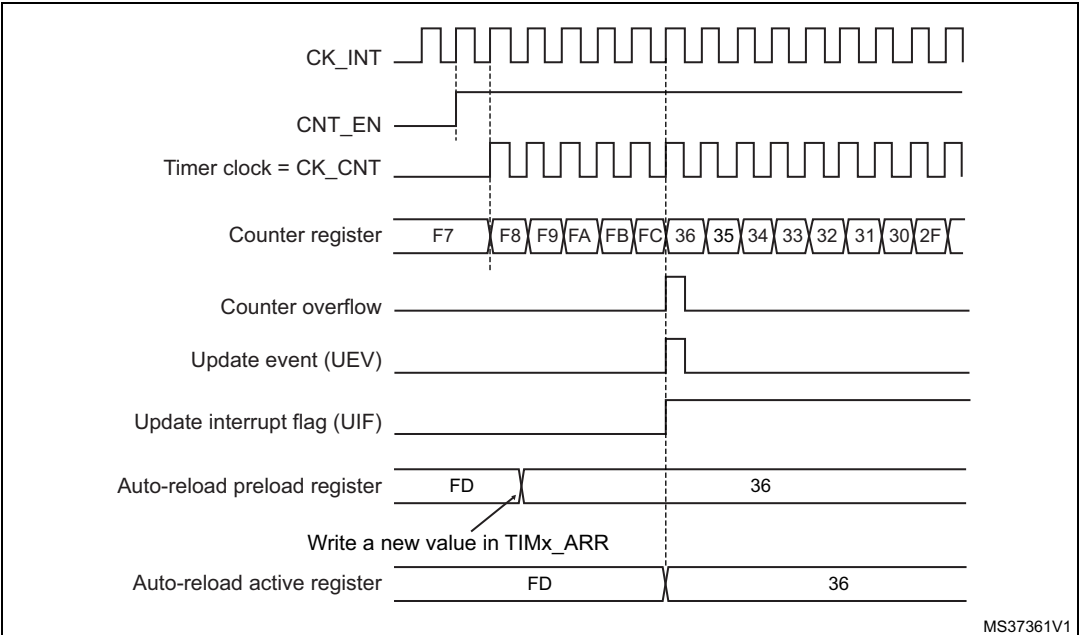 CK_INT
CNT_EN
Timer clock = CK_CNT
Counter register F7 F8 F9 FA FB FC 36 35 34 33 32 31 30 2F
Counter overflow
Update event (UEV)
Update interrupt flag (UIF)
Auto-reload preload register FD 36
Write a new value in TIMx_ARR
Auto-reload active register FD 36
MS37361V1